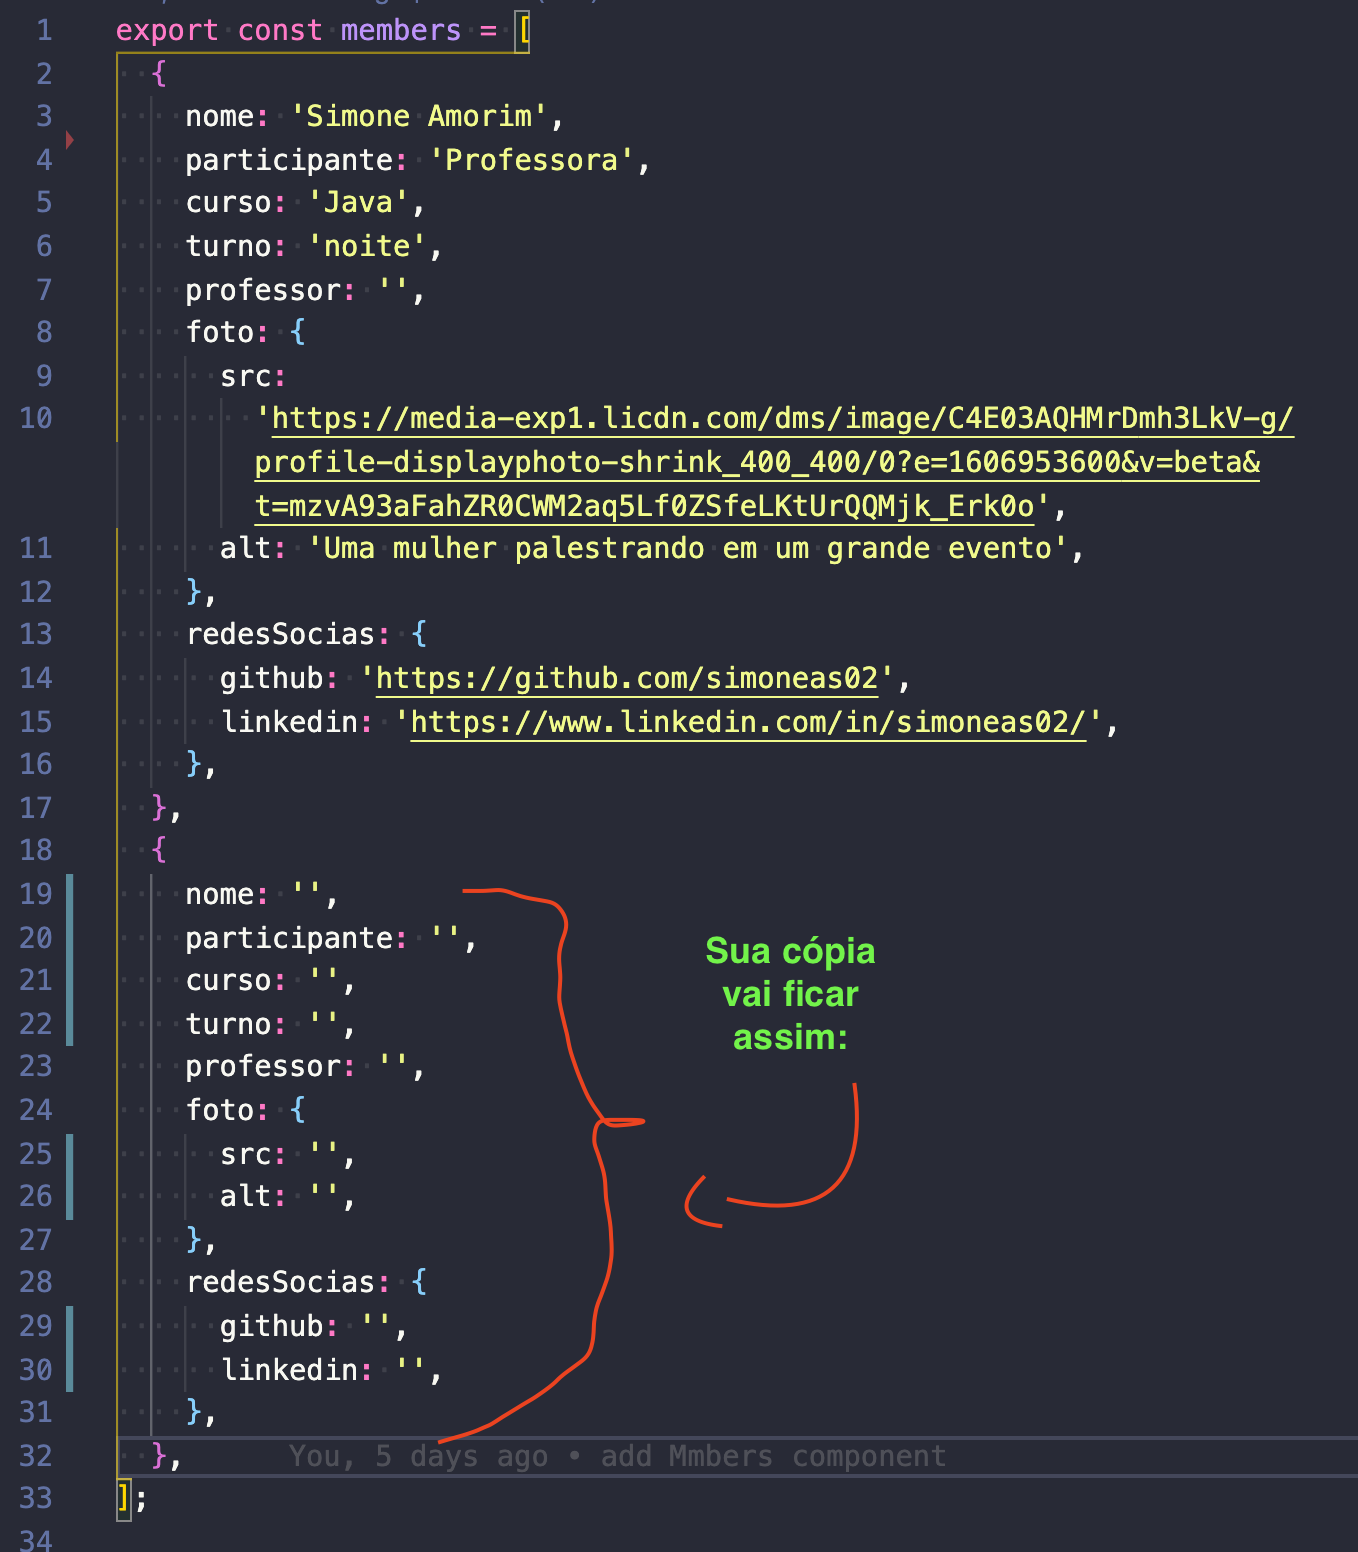 1 export const members = [
2 {
3 nome: 'Simone Amorim',
4 participante: 'Professora',
5 curso: 'Java',
6 turno: 'noite',
7 professor: '',
8 foto: {
9 src:
10 'https://media-exp1.licdn.com/dms/image/C4E03AQHMrDmh3LkV-g/
profile-displayphoto-shrink_400_400/0?e=1606953600&v=beta&
t=mzvA93aFahZR0CWM2aq5Lf0ZSfeLKtUrQQMjk_Erk0o',
11 alt: 'Uma mulher palestrando em um grande evento',
12 },
13 redesSocias: {
14 github: 'https://github.com/simoneas02',
15 linkedin: 'https://www.linkedin.com/in/simoneas02/',
16 },
17 },
18 {
19 nome: '',
20 participante: '',
21 curso: '',
22 turno: '',
23 professor: '',
24 foto: {
25 src: '',
26 alt: '',
27 },
28 redesSocias: {
29 github: '',
30 linkedin: '',
31 },
32 }, You, 5 days ago • add Mmbers component
33 ];
34
Sua cópia
vai ficar
assim: